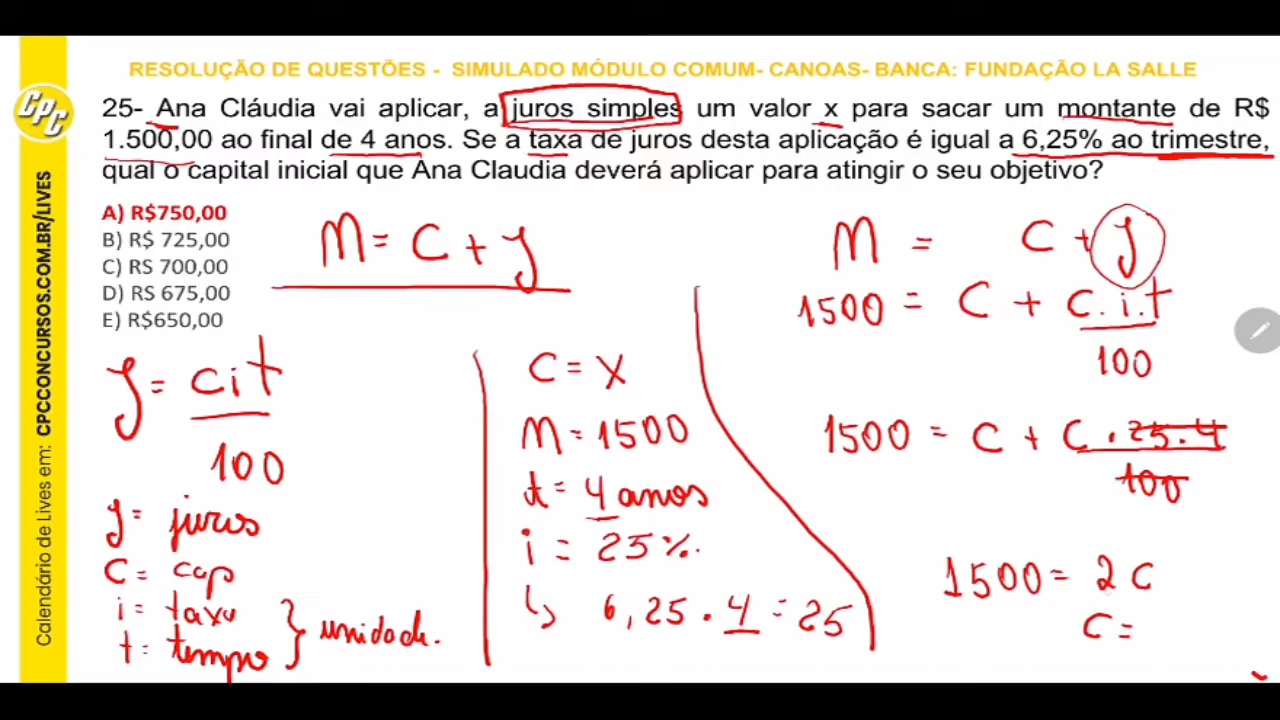 RESOLUÇÃO DE QUESTÕES - SIMULADO MÓDULO COMUM- CANOAS- BANCA: FUNDAÇÃO LA SALLE
CPC
Calendário de Lives em: CPCCONCURSOS.COM.BR/LIVES
25- Ana Cláudia vai aplicar, a juros simples um valor x para sacar um montante de R$
1.500,00 ao final de 4 anos. Se a taxa de juros desta aplicação é igual a 6,25% ao trimestre,
qual o capital inicial que Ana Claudia deverá aplicar para atingir o seu objetivo?
A) R$750,00
B) R$ 725,00
C) RS 700,00
D) RS 675,00
E) R$650,00
M = C + J
J = cit
100
J = juros
C = cap
i = taxa
t = tempo
unidade.
C = X
M = 1500
t = 4 anos
i = 25%.
↳ 6,25 . 4 = 25
M = C + J
1500 = C + C.i.t
100
1500 = C + C . 25.4
100
1500 = 2C
C =